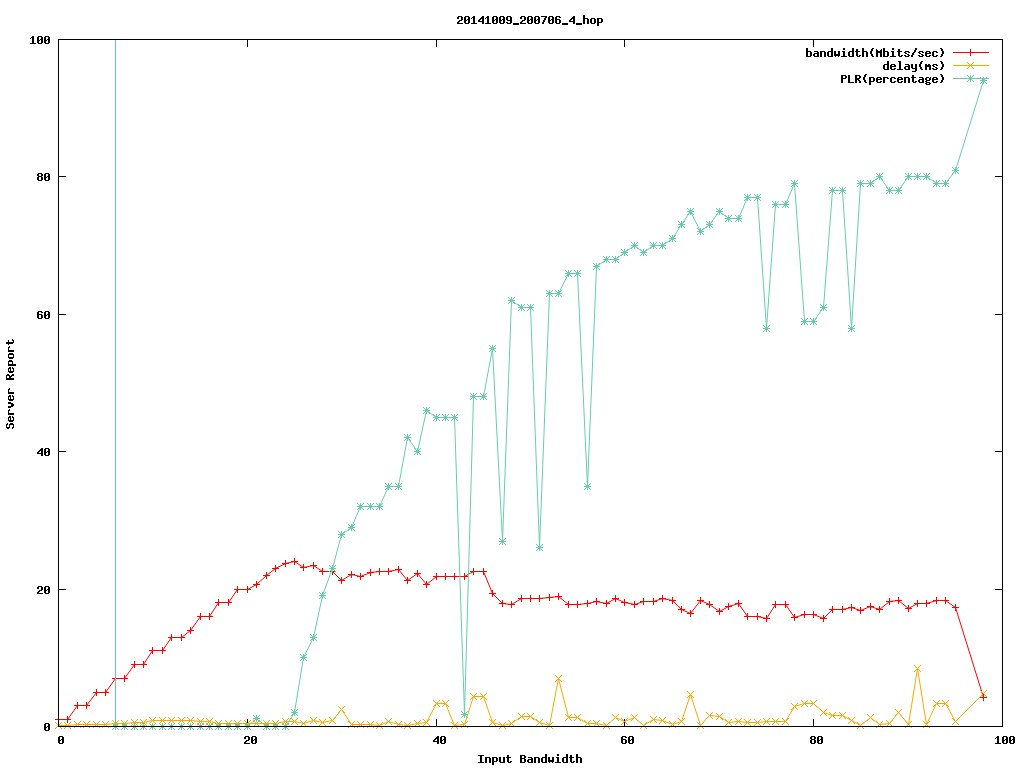 20141009_200706_4_hop
100
80
60
40
20
0
bandwidth(Mbits/sec)
delay(ms)
PLR(percentage)
Server Report
0 20 40 60 80 100
Input Bandwidth